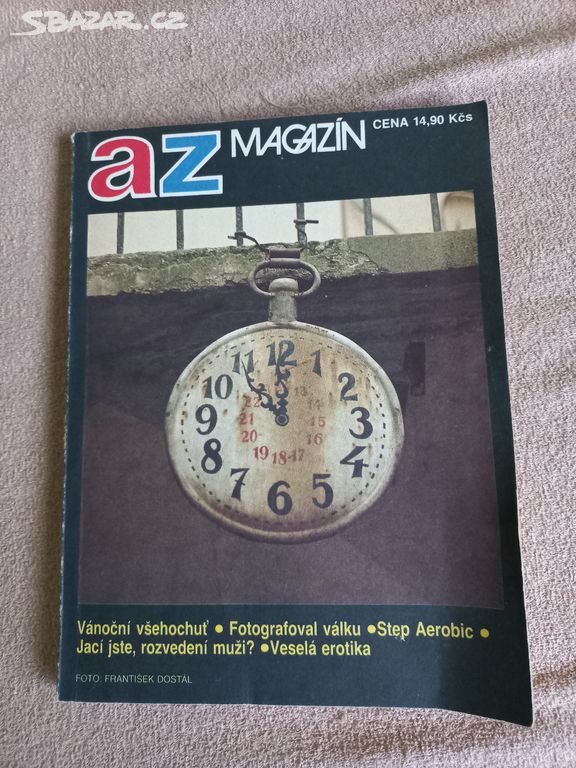 SBAZAR.CZ
az MAGAZÍN CENA 14,90 Kčs
11 12 1
10 2
9 3
8 4
7 6 5
22 13
21 14
20 15
19 18 17 16
Vánoční všehochuť ● Fotografoval válku ● Step Aerobic ●
Jací jste, rozvedení muži? ● Veselá erotika
FOTO: FRANTIŠEK DOSTÁL